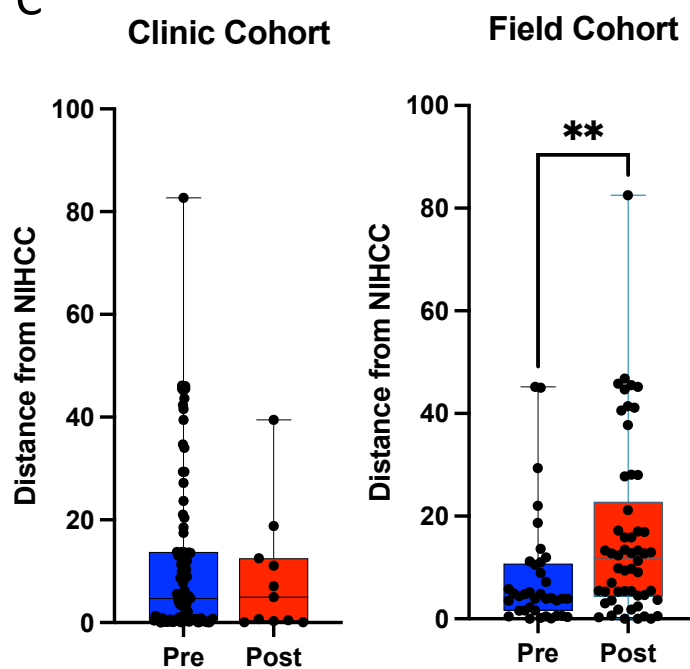 C
Clinic Cohort
Field Cohort
Distance from NIHCC
100
80
60
40
20
0
Pre
Post
Distance from NIHCC
100
80
60
40
20
0
**
Pre
Post